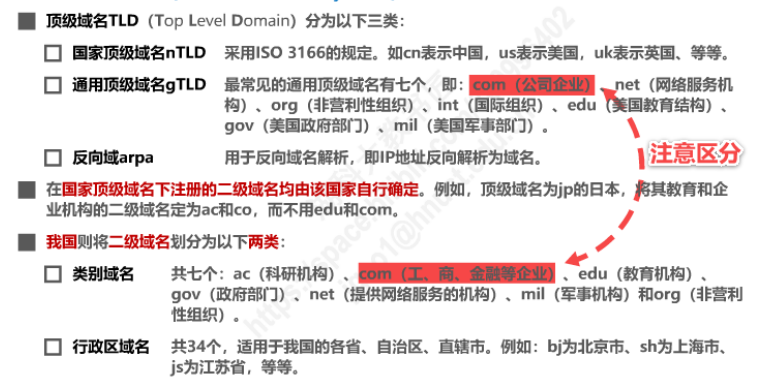 顶级域名TLD（Top Level Domain）分为以下三类：
国家顶级域名nTLD 采用ISO 3166的规定。如cn表示中国，us表示美国，uk表示英国、等等。
通用顶级域名gTLD 最常见的通用顶级域名有七个，即：com（公司企业）、net（网络服务机
构）、org（非营利性组织）、int（国际组织）、edu（美国教育结构）、
gov（美国政府部门）、mil（美国军事部门）。
注意区分
反向域arpa 用于反向域名解析，即IP地址反向解析为域名。
在国家顶级域名下注册的二级域名均由该国家自行确定。例如，顶级域名为jp的日本，将其教育和企
业机构的二级域名定为ac和co，而不用edu和com。
我国则将二级域名划分为以下两类：
类别域名 共七个：ac（科研机构）、com（工、商、金融等企业）、edu（教育机构）、
gov（政府部门）、net（提供网络服务的机构）、mil（军事机构）和org（非营利
性组织）。
行政区域名 共34个，适用于我国的各省、自治区、直辖市。例如：bj为北京市、sh为上海市、
js为江苏省，等等。